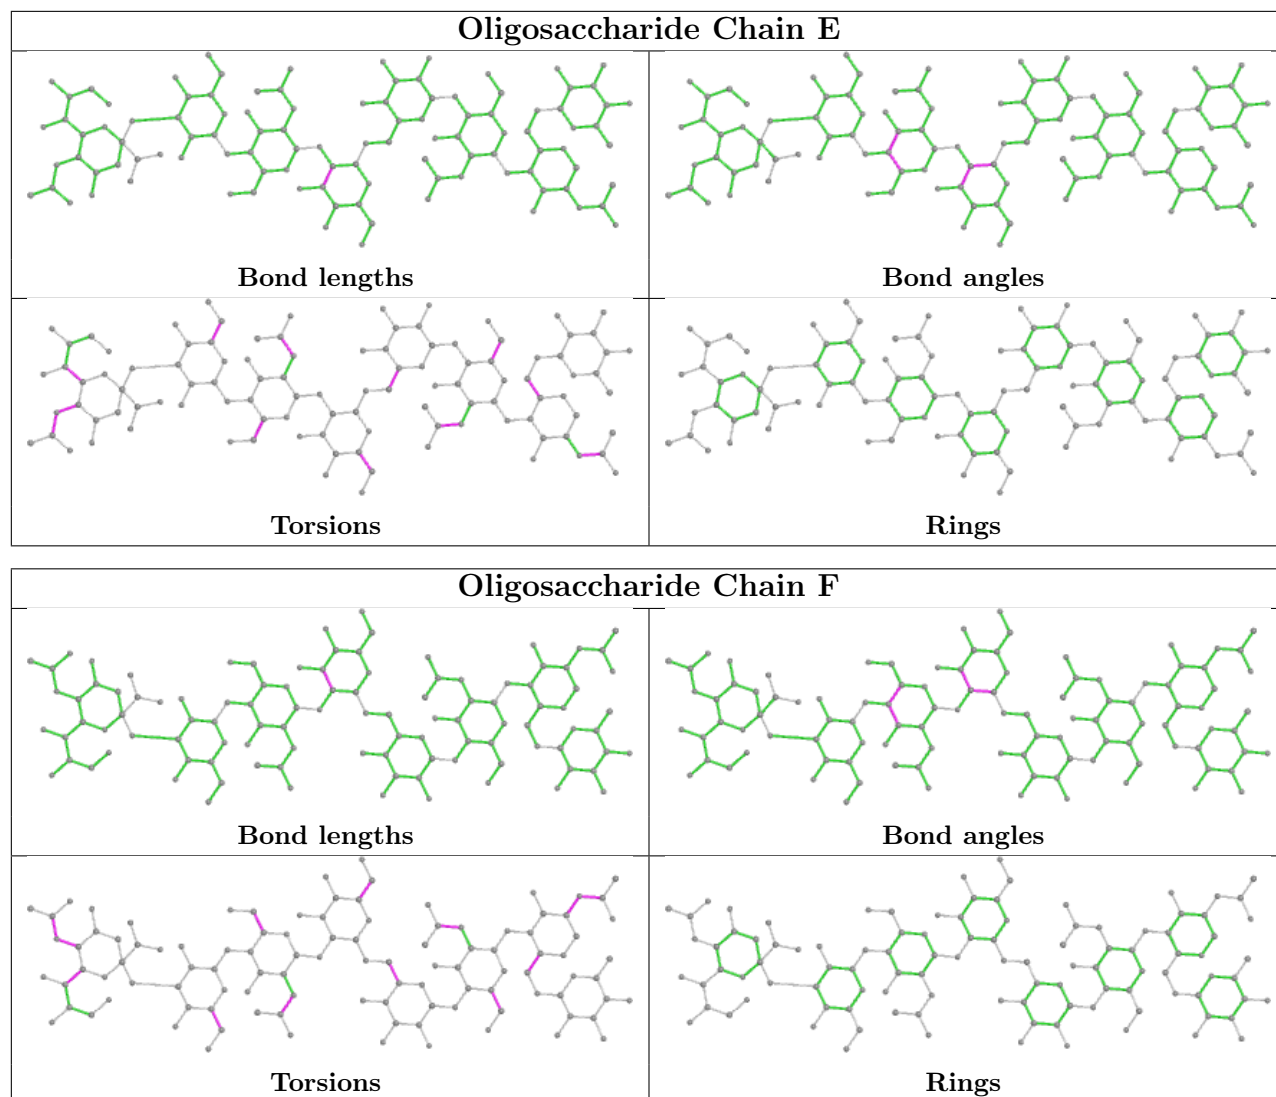 Oligosaccharide Chain E
Bond lengths
Bond angles
Torsions
Rings
Oligosaccharide Chain F
Bond lengths
Bond angles
Torsions
Rings